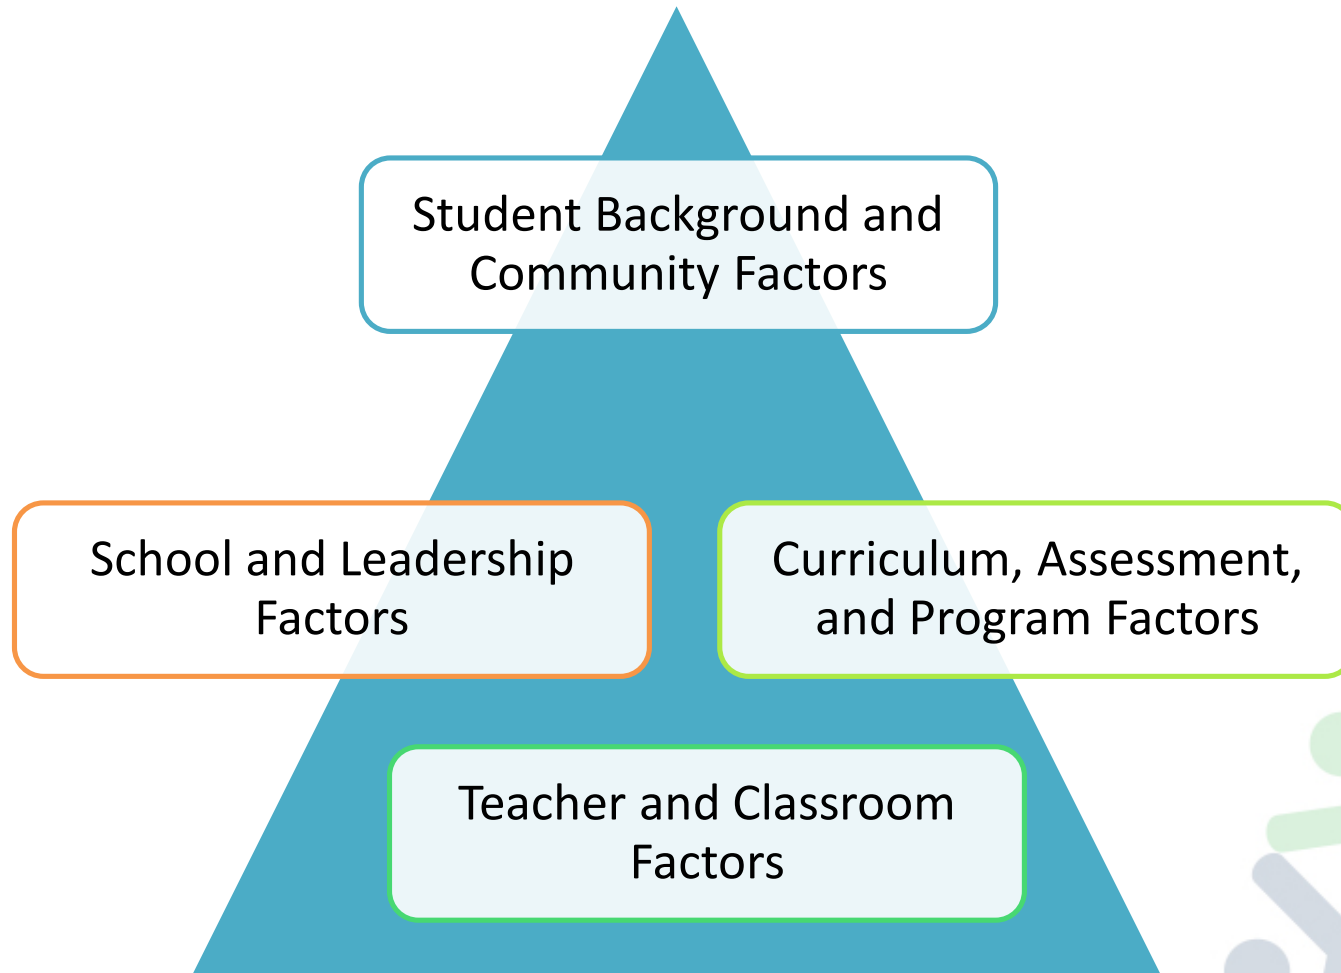 Student Background and
Community Factors
School and Leadership
Factors
Curriculum, Assessment,
and Program Factors
Teacher and Classroom
Factors